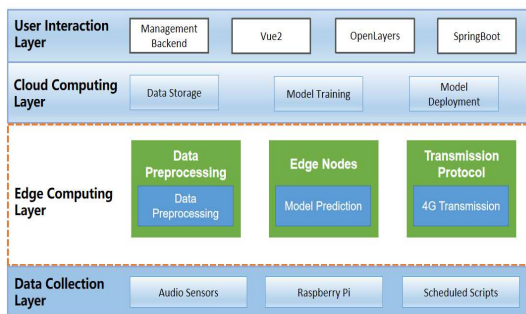 User Interaction
Layer
Management
Backend
Vue2
OpenLayers
SpringBoot
Cloud Computing
Layer
Data Storage
Model Training
Model
Deployment
Edge Computing
Layer
Data
Preprocessing
Data
Preprocessing
Edge Nodes
Model Prediction
Transmission
Protocol
4G Transmission
Data Collection
Layer
Audio Sensors
Raspberry Pi
Scheduled Scripts